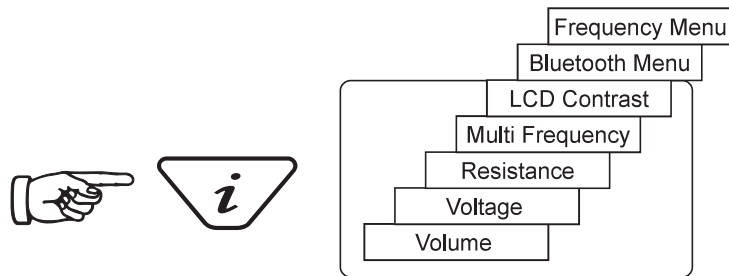 Frequency Menu
Bluetooth Menu
LCD Contrast
Multi Frequency
Resistance
i
Voltage
Volume